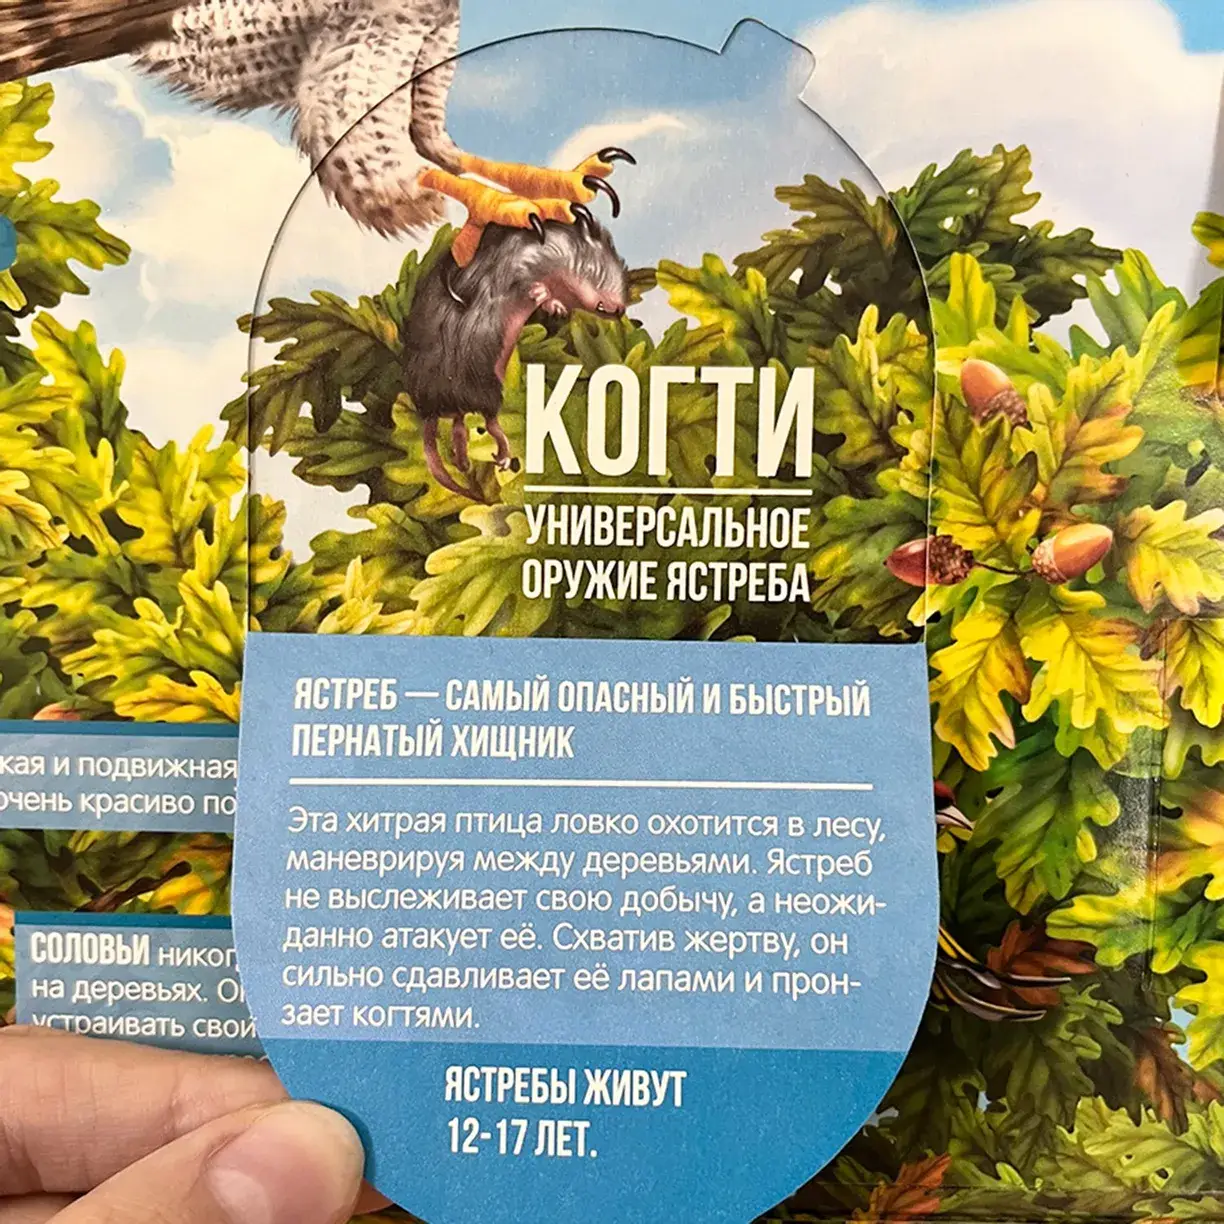 КОГТИ
УНИВЕРСАЛЬНОЕ
ОРУЖИЕ ЯСТРЕБА
ЯСТРЕБ — САМЫЙ ОПАСНЫЙ И БЫСТРЫЙ
ПЕРНАТЫЙ ХИЩНИК
Эта хитрая птица ловко охотится в лесу,
маневрируя между деревьями. Ястреб
не выслеживает свою добычу, а неожи-
данно атакует её. Схватив жертву, он
сильно сдавливает её лапами и прон-
зает когтями.
ЯСТРЕБЫ ЖИВУТ
12-17 ЛЕТ.
и подвижная
очень красиво
СОЛОВЬИ
на деревьях.
устраивать свой